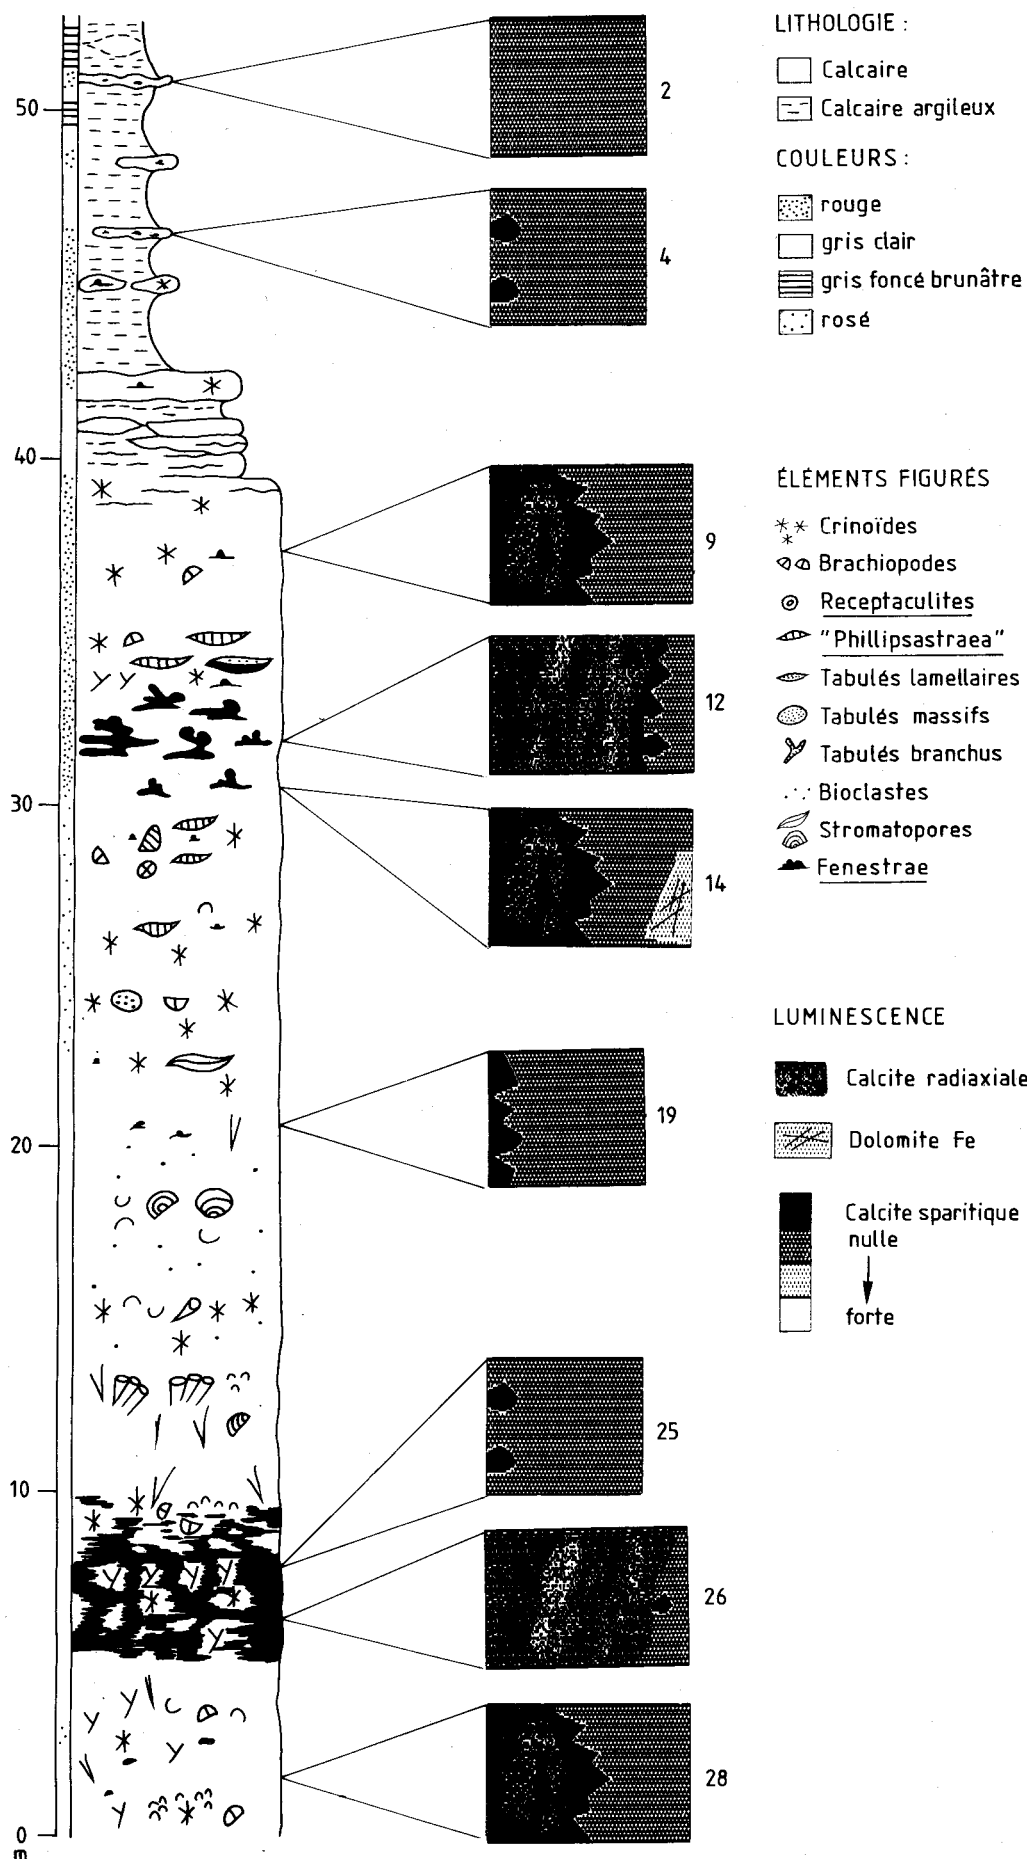 50
40
30
20
10
0
m
2
4
9
12
14
19
25
26
28
LITHOLOGIE :
Calcaire
Calcaire argileux
COULEURS :
rouge
gris clair
gris foncé brunâtre
rosé
ÉLÉMENTS FIGURÉS
Crinoïdes
Brachiopodes
Receptaculites
"Phillipsastraea"
Tabulés lamellaires
Tabulés massifs
Tabulés branchus
Bioclastes
Stromatopores
Fenestrae
LUMINESCENCE
Calcite radiaxiale
Dolomite Fe
Calcite sparitique
nulle
forte